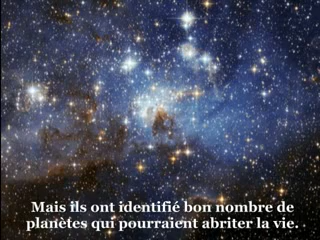 Mais ils ont identifié bon nombre de
planètes qui pourraient abriter la vie.